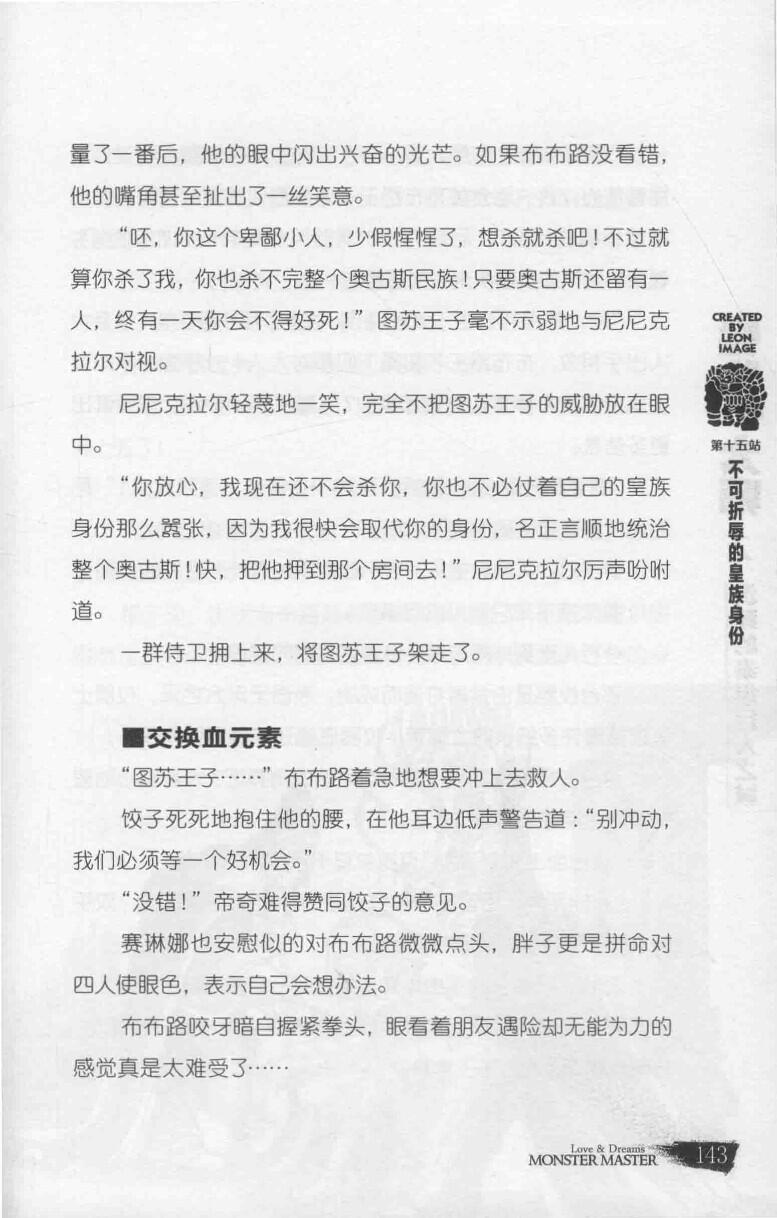 量了一番后，他的眼中闪出兴奋的光芒。如果布布路没看错，
他的嘴角甚至扯出了一丝笑意。
“呸，你这个卑鄙小人，少假惺惺了，想杀就杀吧！不过就
算你杀了我，你也杀不完整个奥古斯民族！只要奥古斯还留有一
人，终有一天你会不得好死！”图苏王子毫不示弱地与尼尼克
拉尔对视。
尼尼克拉尔轻蔑地一笑，完全不把图苏王子的威胁放在眼
中。
“你放心，我现在还不会杀你，你也不必仗着自己的皇族
身份那么嚣张，因为我很快会取代你的身份，名正言顺地统治
整个奥古斯！快，把他押到那个房间去！”尼尼克拉尔厉声吩咐
道。
一群侍卫拥上来，将图苏王子架走了。
■交换血元素
“图苏王子……”布布路着急地想要冲上去救人。
饺子死死地抱住他的腰，在他耳边低声警告道：“别冲动，
我们必须等一个好机会。”
“没错！”帝奇难得赞同饺子的意见。
赛琳娜也安慰似的对布布路微微点头，胖子更是拼命对
四人使眼色，表示自己会想办法。
布布路咬牙暗自握紧拳头，眼看着朋友遇险却无能为力的
感觉真是太难受了……
CREATED
BY
LEON
IMAGE
第十五站
不可折辱的皇族身份
Love & Dreams
MONSTER MASTER
143